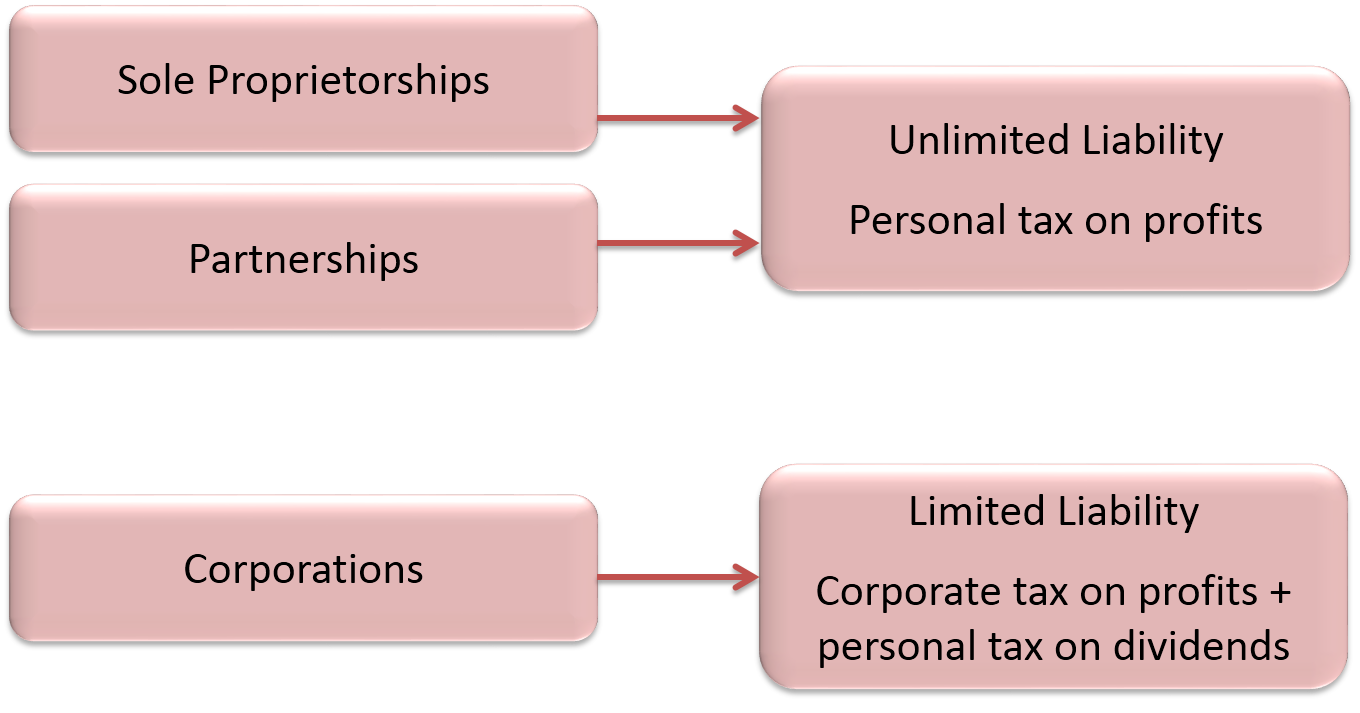 Sole Proprietorships
Unlimited Liability
Personal tax on profits
Partnerships
Corporations
Limited Liability
Corporate tax on profits +
personal tax on dividends